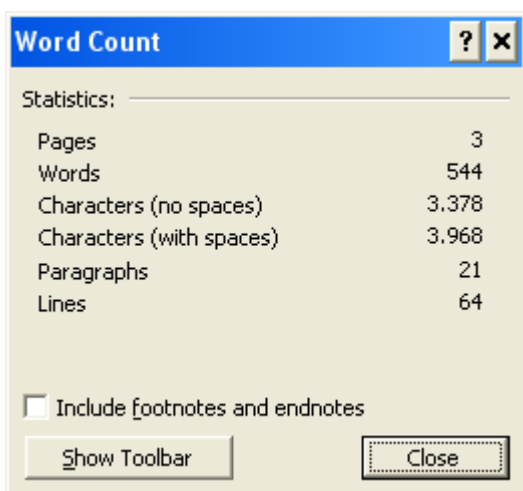 Word Count ? ×
Statistics:
Pages 3
Words 544
Characters (no spaces) 3.378
Characters (with spaces) 3.968
Paragraphs 21
Lines 64
Include footnotes and endnotes
Show Toolbar Close